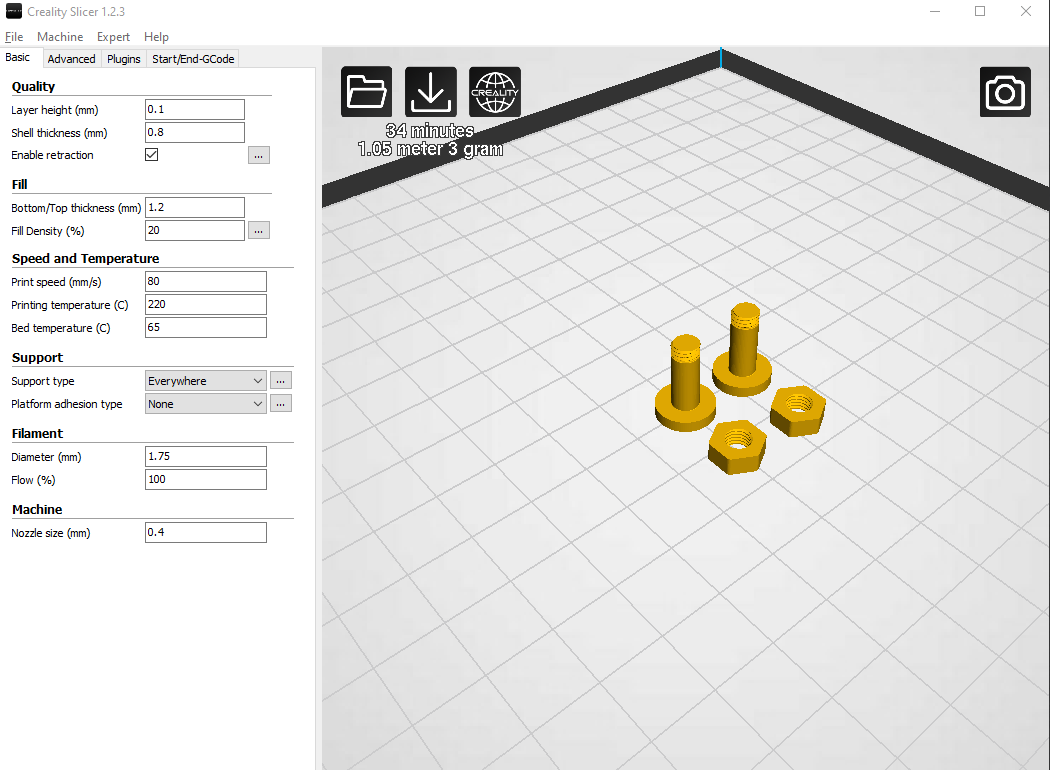 Creality Slicer 1.2.3
File Machine Expert Help
Basic Advanced Plugins Start/End-GCode
Quality
Layer height (mm) 0.1
Shell thickness (mm) 0.8
Enable retraction ...
Fill
Bottom/Top thickness (mm) 1.2
Fill Density (%) 20 ...
Speed and Temperature
Print speed (mm/s) 80
Printing temperature (C) 220
Bed temperature (C) 65
Support
Support type Everywhere ...
Platform adhesion type None ...
Filament
Diameter (mm) 1.75
Flow (%) 100
Machine
Nozzle size (mm) 0.4
CREALITY
34 minutes
1.05 meter 3 gram